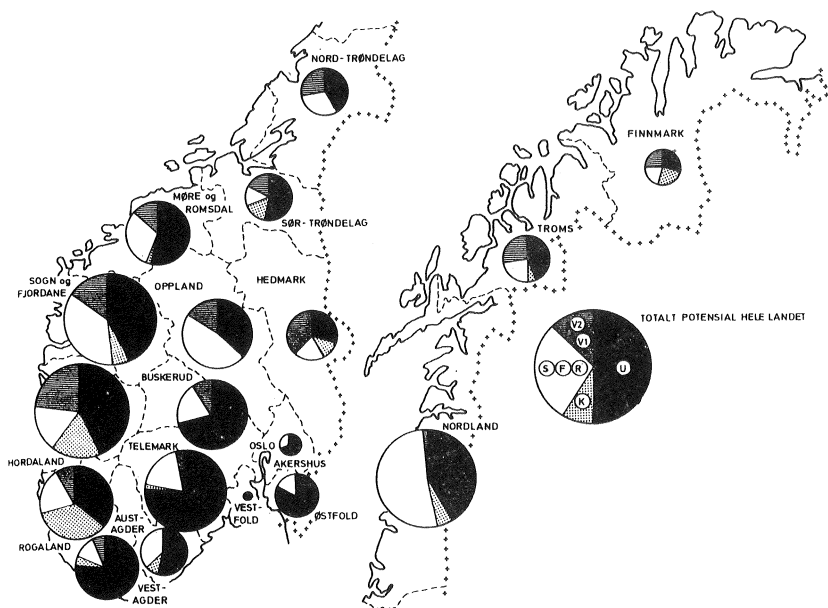 NORD-TRØNDELAG
FINNMARK
MØRE og
ROMSDAL
SØR-TRØNDELAG
TROMS
SOGN og
FJORDANE
OPPLAND
HEDMARK
TOTALT POTENSIAL HELE LANDET
V2
V1
S F R
U
K
BUSKERUD
NORDLAND
OSLO
TELEMARK
AKERSHUS
HORDALAND
VEST-
FOLD
ØSTFOLD
AUST-
AGDER
ROGALAND
VEST-
AGDER